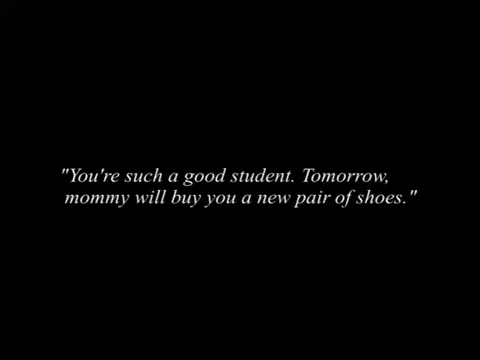 "You're such a good student. Tomorrow,
mommy will buy you a new pair of shoes."